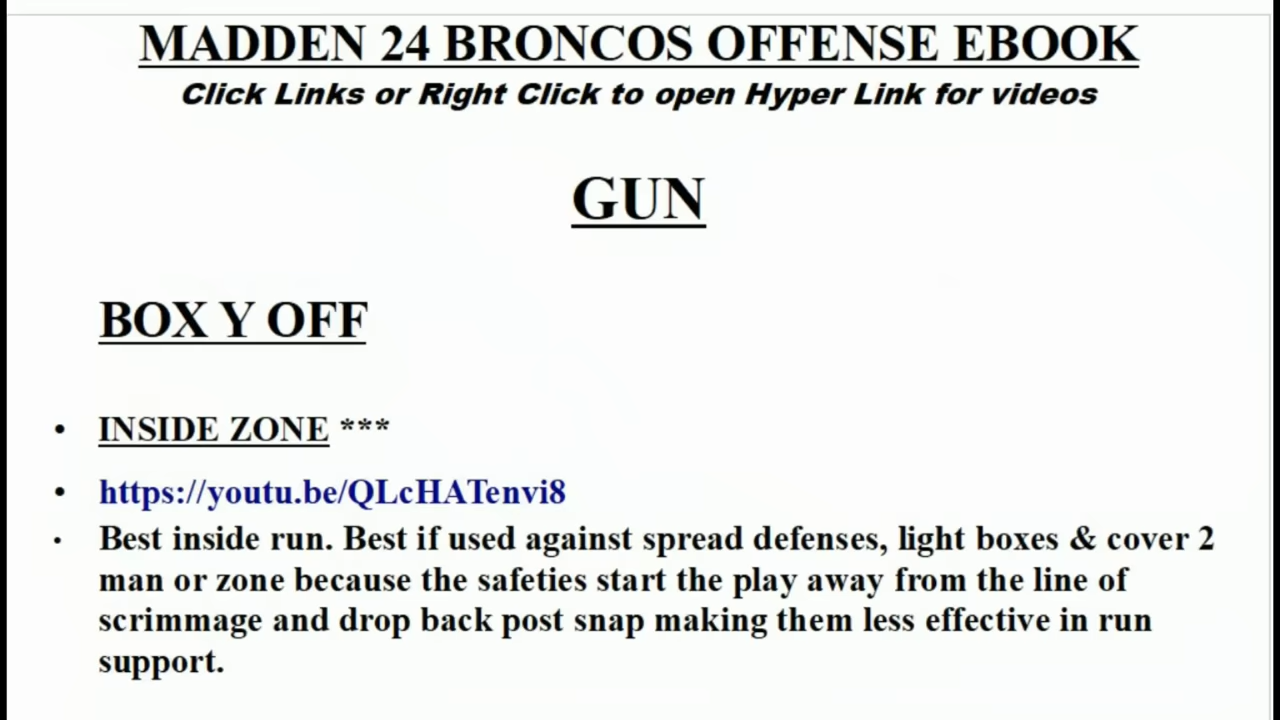 MADDEN 24 BRONCOS OFFENSE EBOOK
Click Links or Right Click to open Hyper Link for videos
GUN
BOX Y OFF
• INSIDE ZONE ***
• https://youtu.be/QLcHATenvi8
• Best inside run. Best if used against spread defenses, light boxes & cover 2
man or zone because the safeties start the play away from the line of
scrimmage and drop back post snap making them less effective in run
support.